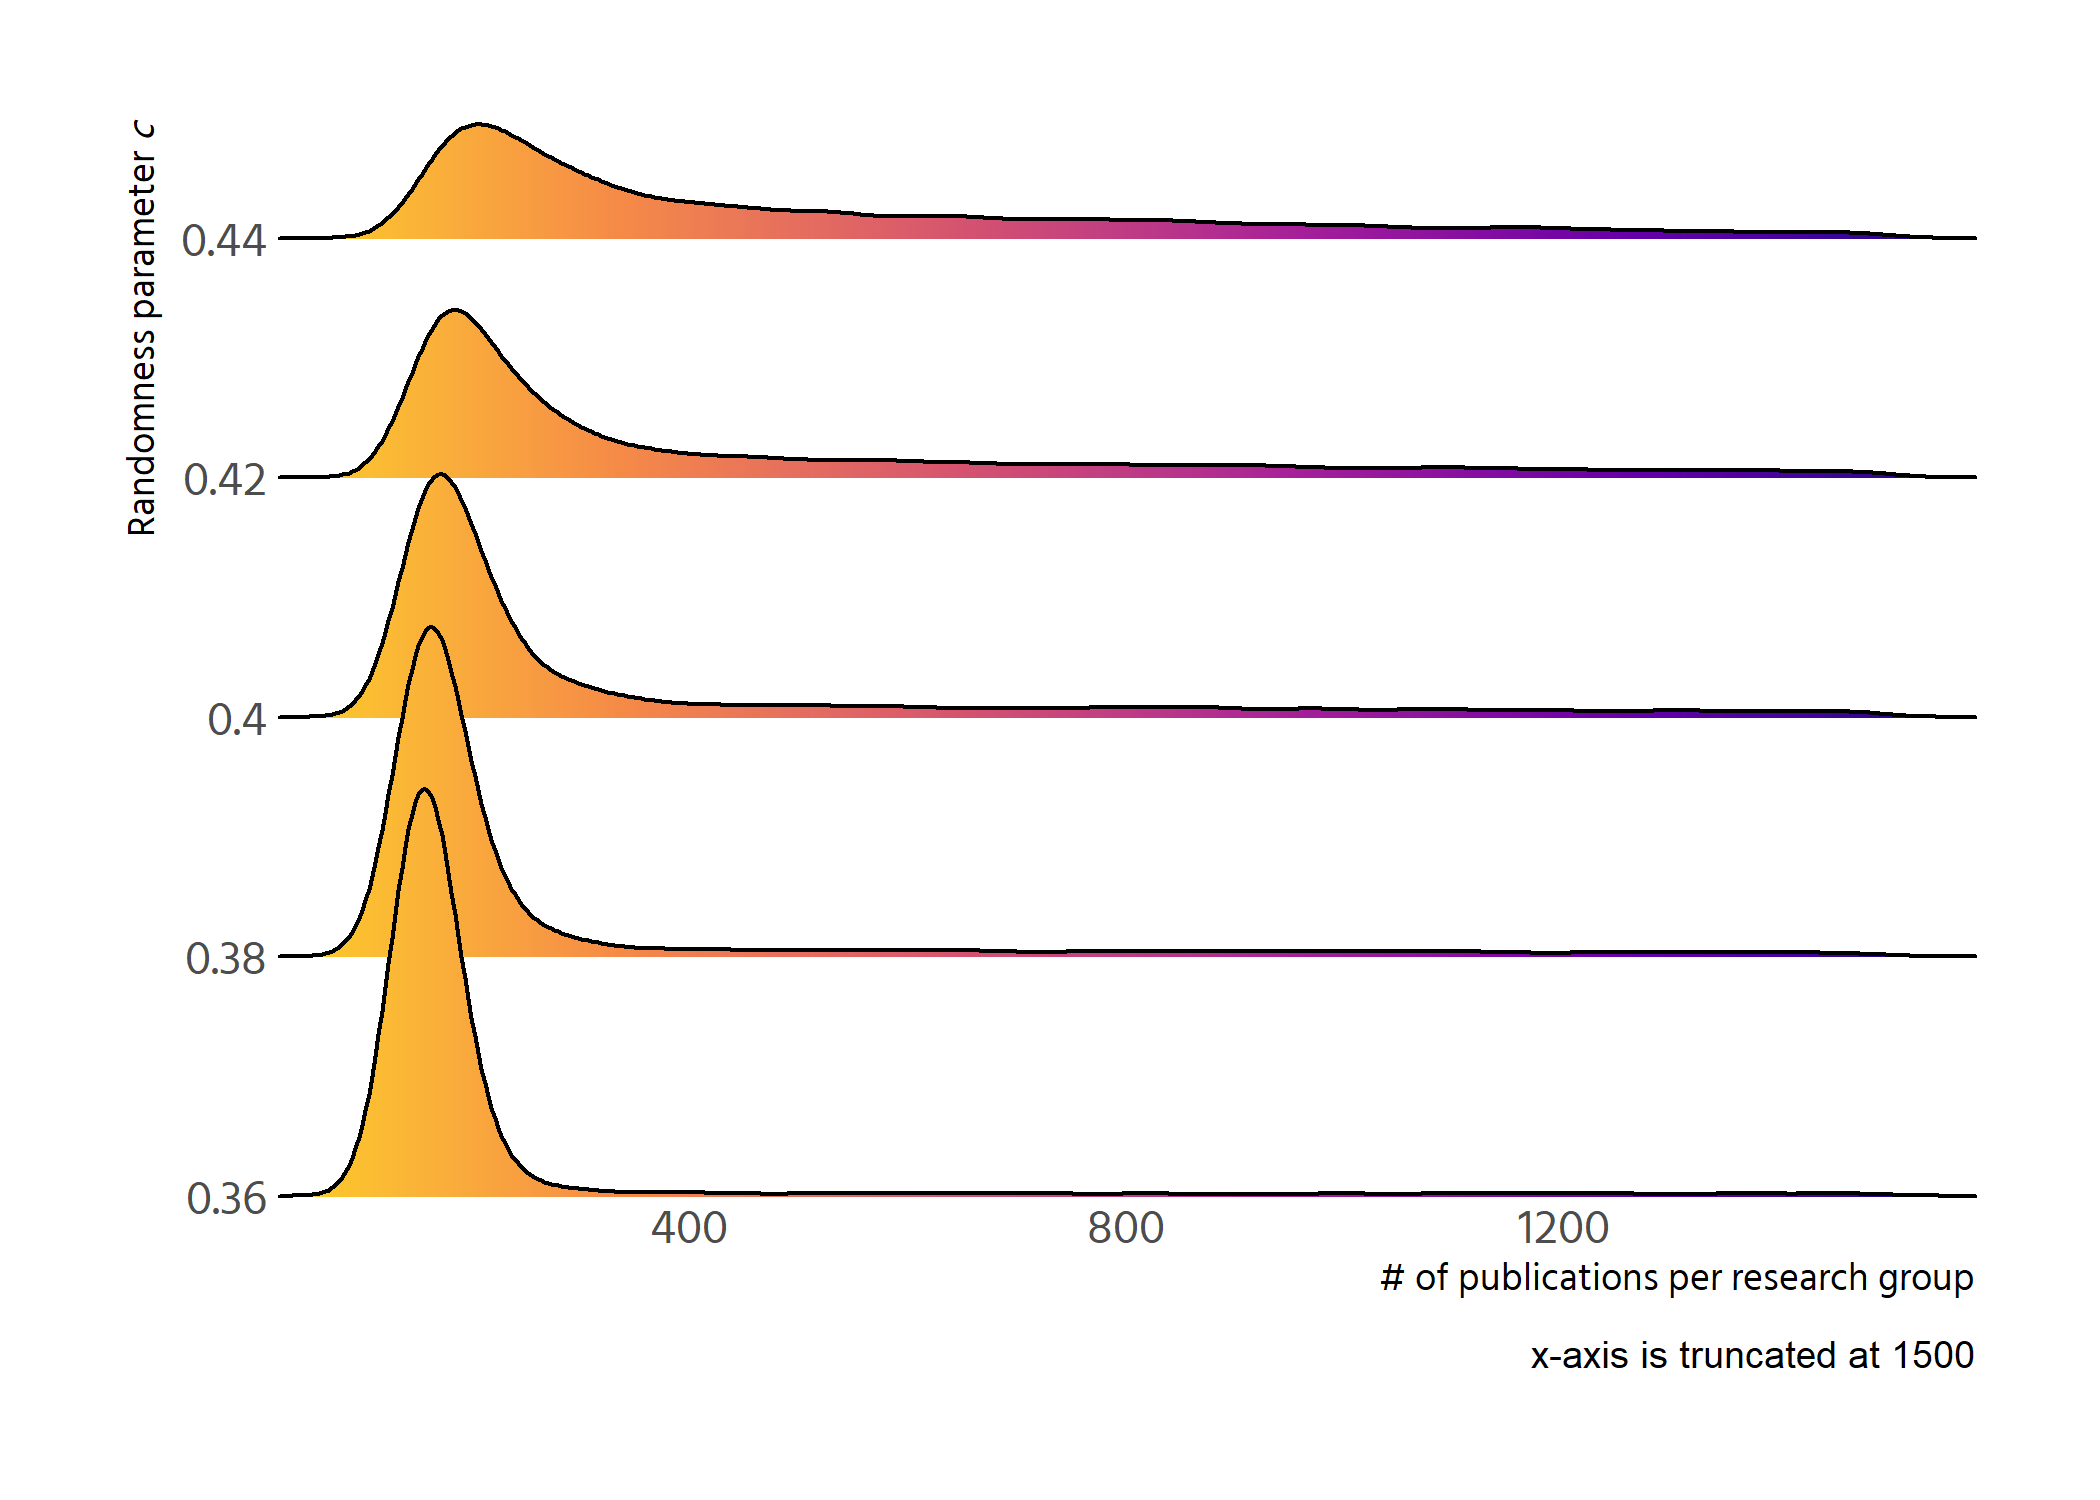 Randomness parameter c
0.44
0.42
0.4
0.38
0.36
400 800 1200
# of publications per research group
x-axis is truncated at 1500